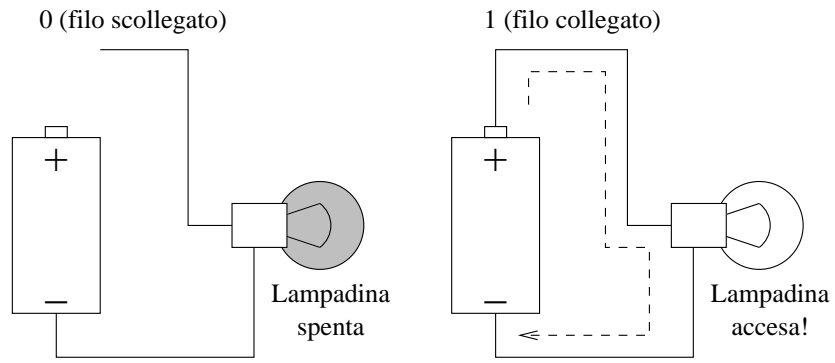 0 (filo scollegato)
1 (filo collegato)
+
+
−
−
Lampadina
spenta
Lampadina
accesa!